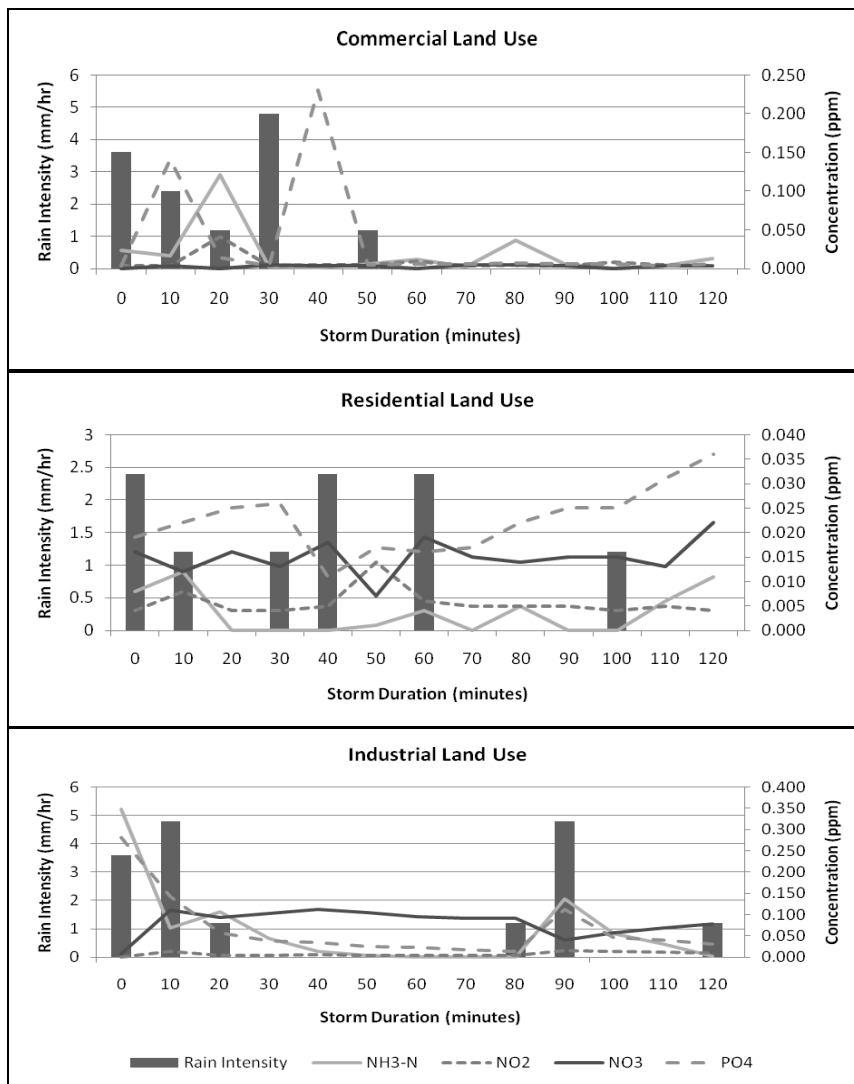 Commercial Land Use
Rain Intensity (mm/hr)
6
5
4
3
2
1
0
0.250
0.200
0.150
0.100
0.050
0.000
Concentration (ppm)
0 10 20 30 40 50 60 70 80 90 100 110 120
Storm Duration (minutes)
Residential Land Use
Rain Intensity (mm/hr)
3
2.5
2
1.5
1
0.5
0
0.040
0.035
0.030
0.025
0.020
0.015
0.010
0.005
0.000
Concentration (ppm)
0 10 20 30 40 50 60 70 80 90 100 110 120
Storm Duration (minutes)
Industrial Land Use
Rain Intensity (mm/hr)
6
5
4
3
2
1
0
0.400
0.350
0.300
0.250
0.200
0.150
0.100
0.050
0.000
Concentration (ppm)
0 10 20 30 40 50 60 70 80 90 100 110 120
Storm Duration (minutes)
Rain Intensity NH3-N NO2 NO3 PO4